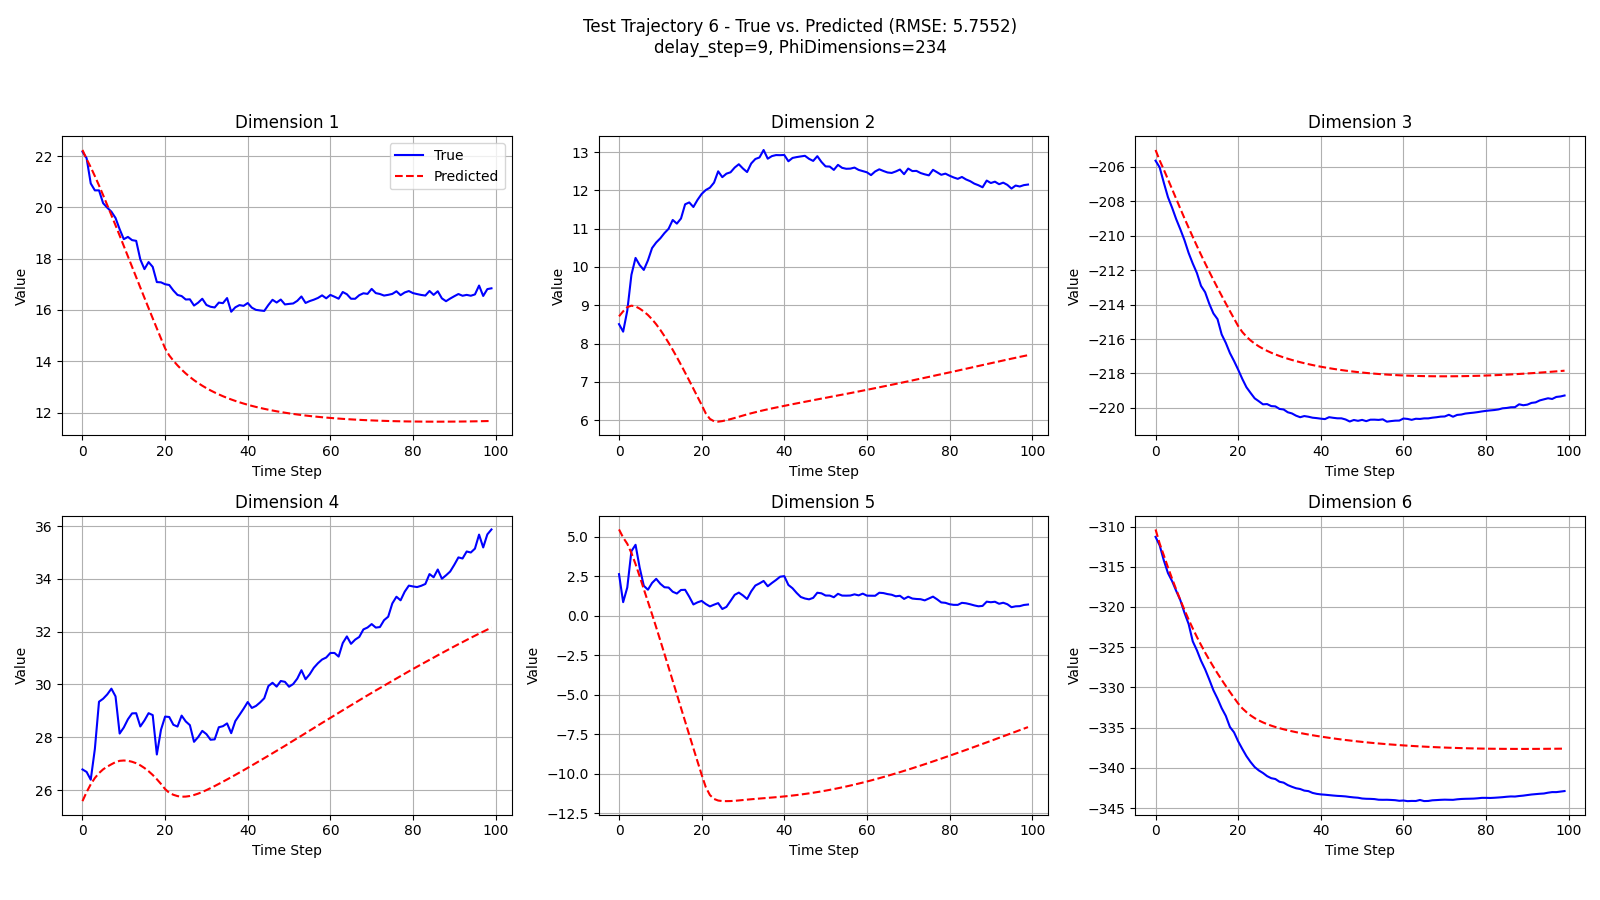 Test Trajectory 6 - True vs. Predicted (RMSE: 5.7552)
delay_step=9, PhiDimensions=234
Dimension 1
Value
22
20
18
16
14
12
0 20 40 60 80 100
Time Step
True
Predicted
Dimension 2
Value
13
12
11
10
9
8
7
6
0 20 40 60 80 100
Time Step
Dimension 3
Value
−206
−208
−210
−212
−214
−216
−218
−220
0 20 40 60 80 100
Time Step
Dimension 4
Value
36
34
32
30
28
26
0 20 40 60 80 100
Time Step
Dimension 5
Value
5.0
2.5
0.0
−2.5
−5.0
−7.5
−10.0
−12.5
0 20 40 60 80 100
Time Step
Dimension 6
Value
−310
−315
−320
−325
−330
−335
−340
−345
0 20 40 60 80 100
Time Step